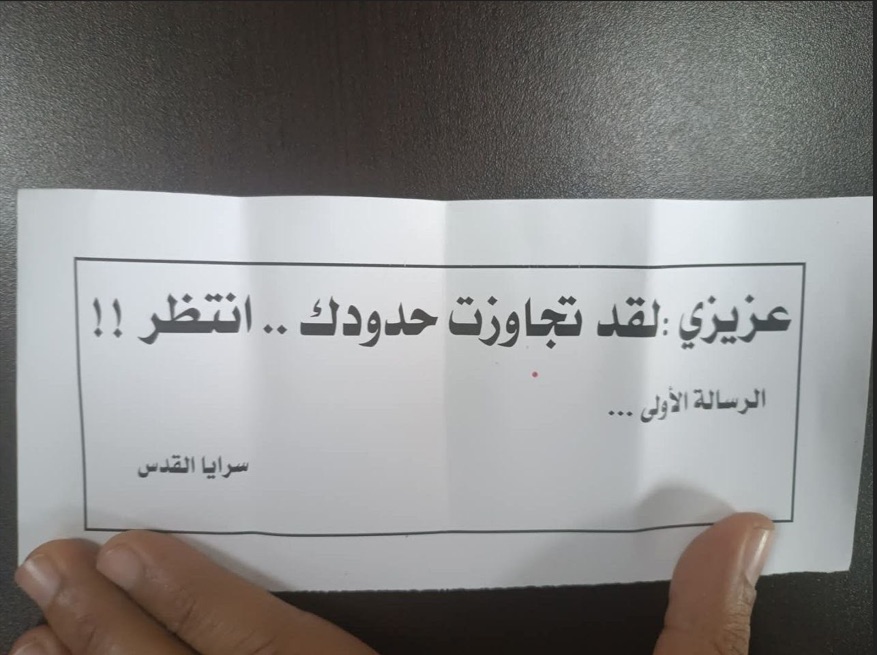 عزيزي :لقد تجاوزت حدودك .. انتظر !!
الرسالة الأولى ...
سرايا القدس